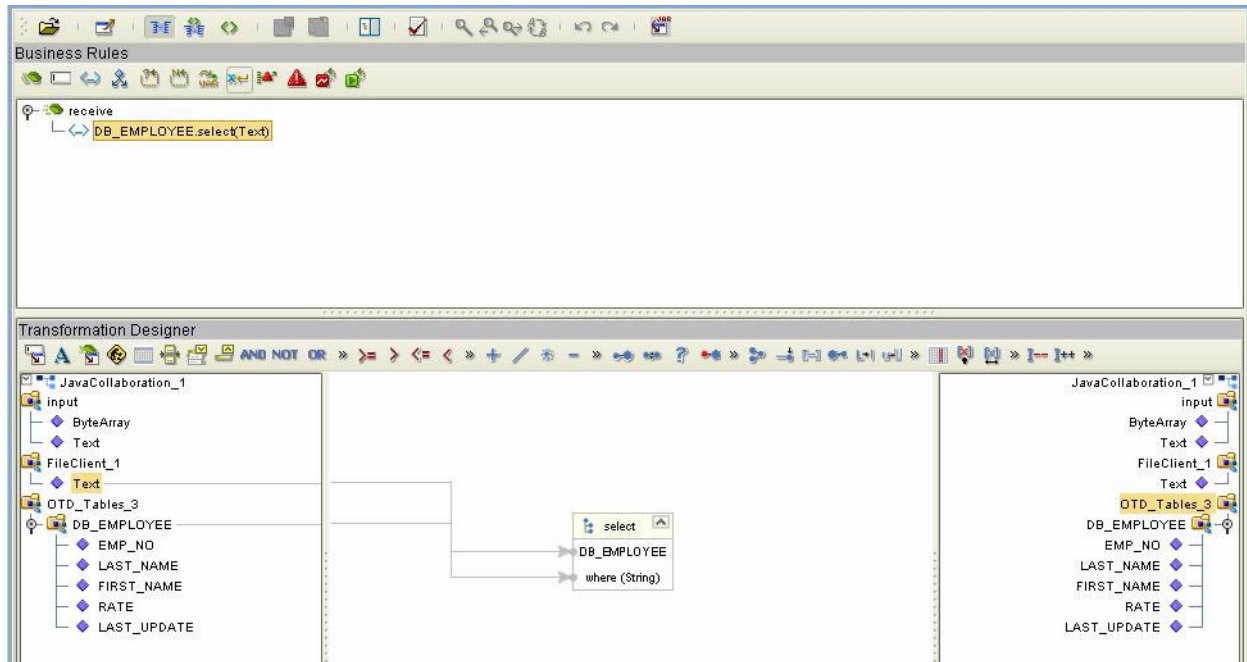 JAR
Business Rules
receive
DB_EMPLOYEE.select(Text)
Transformation Designer
A AND NOT OR » >= > <= < » + / - » » ? » » » I-- I++ »
JavaCollaboration_1
input
ByteArray
Text
FileClient_1
Text
OTD_Tables_3
DB_EMPLOYEE
EMP_NO
LAST_NAME
FIRST_NAME
RATE
LAST_UPDATE
select
DB_EMPLOYEE
where (String)
JavaCollaboration_1
input
ByteArray
Text
FileClient_1
Text
OTD_Tables_3
DB_EMPLOYEE
EMP_NO
LAST_NAME
FIRST_NAME
RATE
LAST_UPDATE